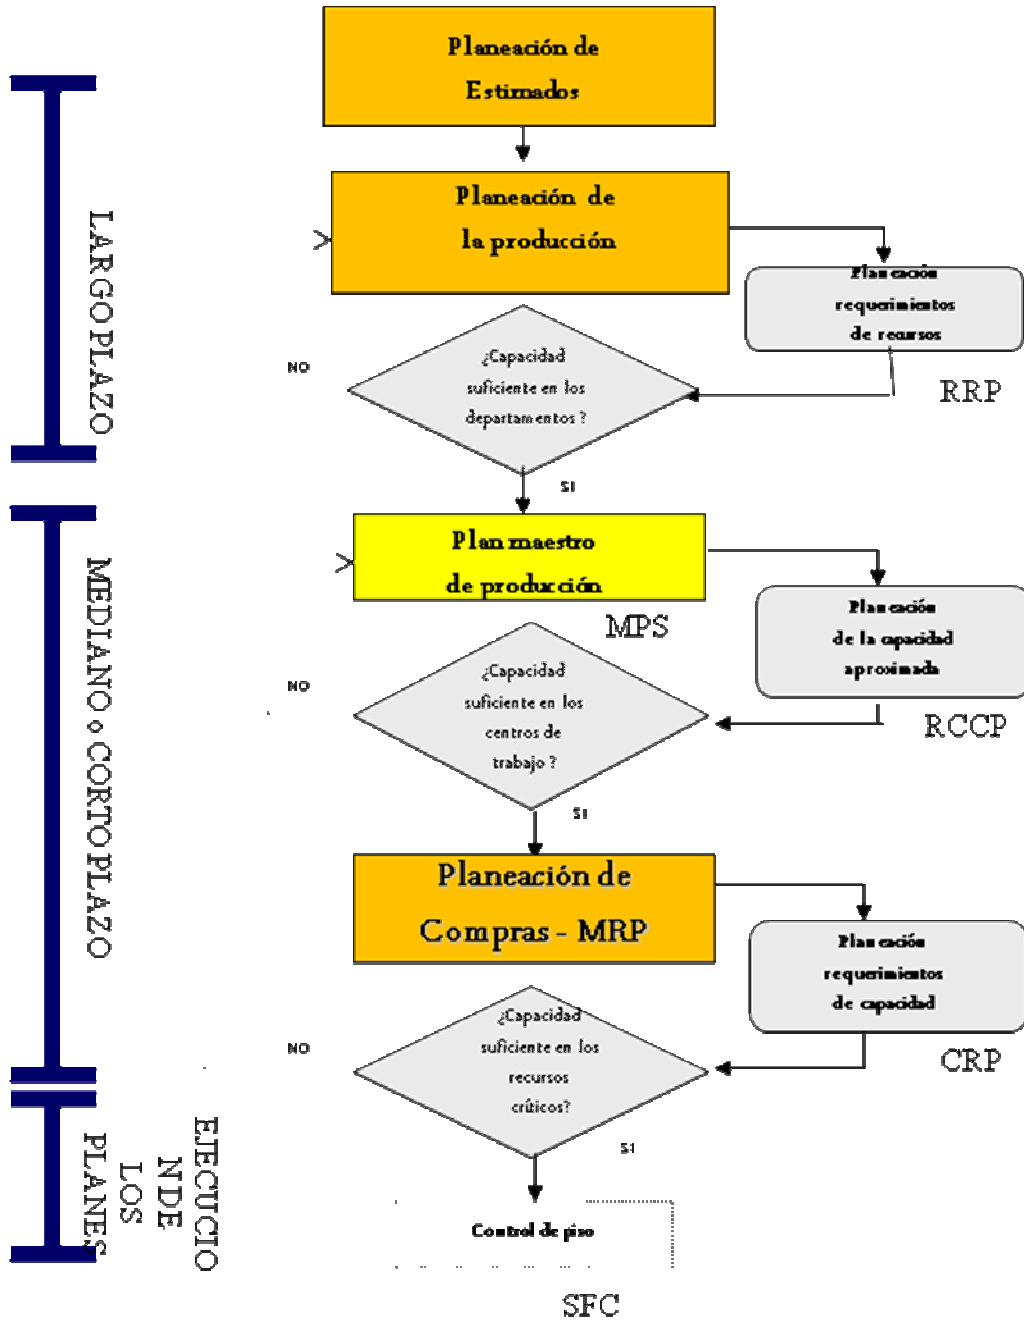 Planeación de
Estimados
LARGO PLAZO
Planeación de
la producción
Planeación
requerimientos
de recursos
RRP
¿Capacidad
suficiente en los
departamentos ?
NO
SI
MEDIANO o CORTO PLAZO
Plan maestro
de producción
MPS
Planeación
de la capacidad
aproximada
RCCP
¿Capacidad
suficiente en los
centros de
trabajo ?
NO
SI
Planeación de
Compras - MRP
Planeación
requerimientos
de capacidad
CRP
¿Capacidad
suficiente en los
recursos
críticos?
NO
SI
EJECUCIO
N DE
LOS
PLANES
Control de piso
SFC